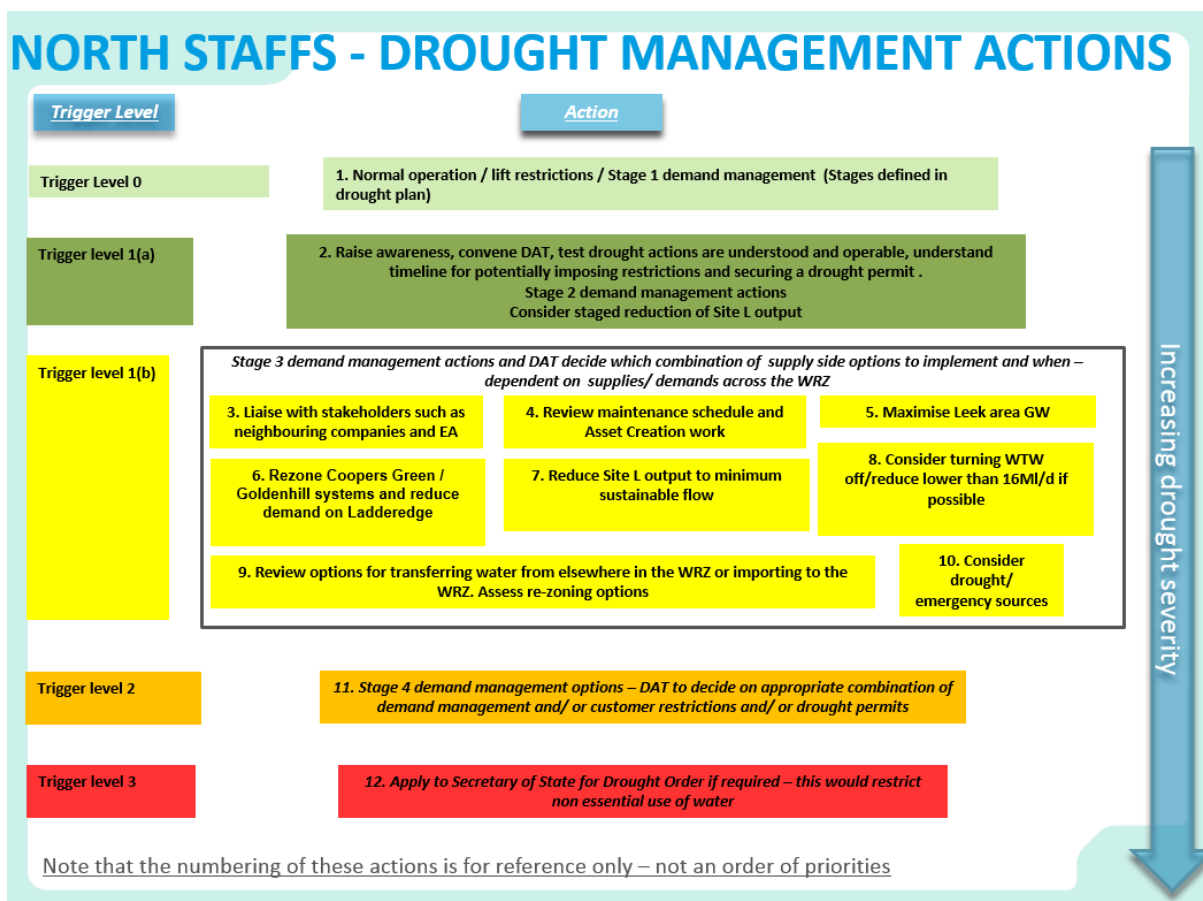 NORTH STAFFS - DROUGHT MANAGEMENT ACTIONS
Trigger Level
Action
Trigger Level 0
1. Normal operation / lift restrictions / Stage 1 demand management (Stages defined in
drought plan)
Trigger level 1(a)
2. Raise awareness, convene DAT, test drought actions are understood and operable, understand
timeline for potentially imposing restrictions and securing a drought permit .
Stage 2 demand management actions
Consider staged reduction of Site L output
Trigger level 1(b)
Stage 3 demand management actions and DAT decide which combination of supply side options to implement and when –
dependent on supplies/ demands across the WRZ
3. Liaise with stakeholders such as
neighbouring companies and EA
4. Review maintenance schedule and
Asset Creation work
5. Maximise Leek area GW
6. Rezone Coopers Green /
Goldenhill systems and reduce
demand on Ladderedge
7. Reduce Site L output to minimum
sustainable flow
8. Consider turning WTW
off/reduce lower than 16Ml/d if
possible
9. Review options for transferring water from elsewhere in the WRZ or importing to the
WRZ. Assess re-zoning options
10. Consider
drought/
emergency sources
Trigger level 2
11. Stage 4 demand management options – DAT to decide on appropriate combination of
demand management and/ or customer restrictions and/ or drought permits
Trigger level 3
12. Apply to Secretary of State for Drought Order if required – this would restrict
non essential use of water
Increasing drought severity
Note that the numbering of these actions is for reference only – not an order of priorities